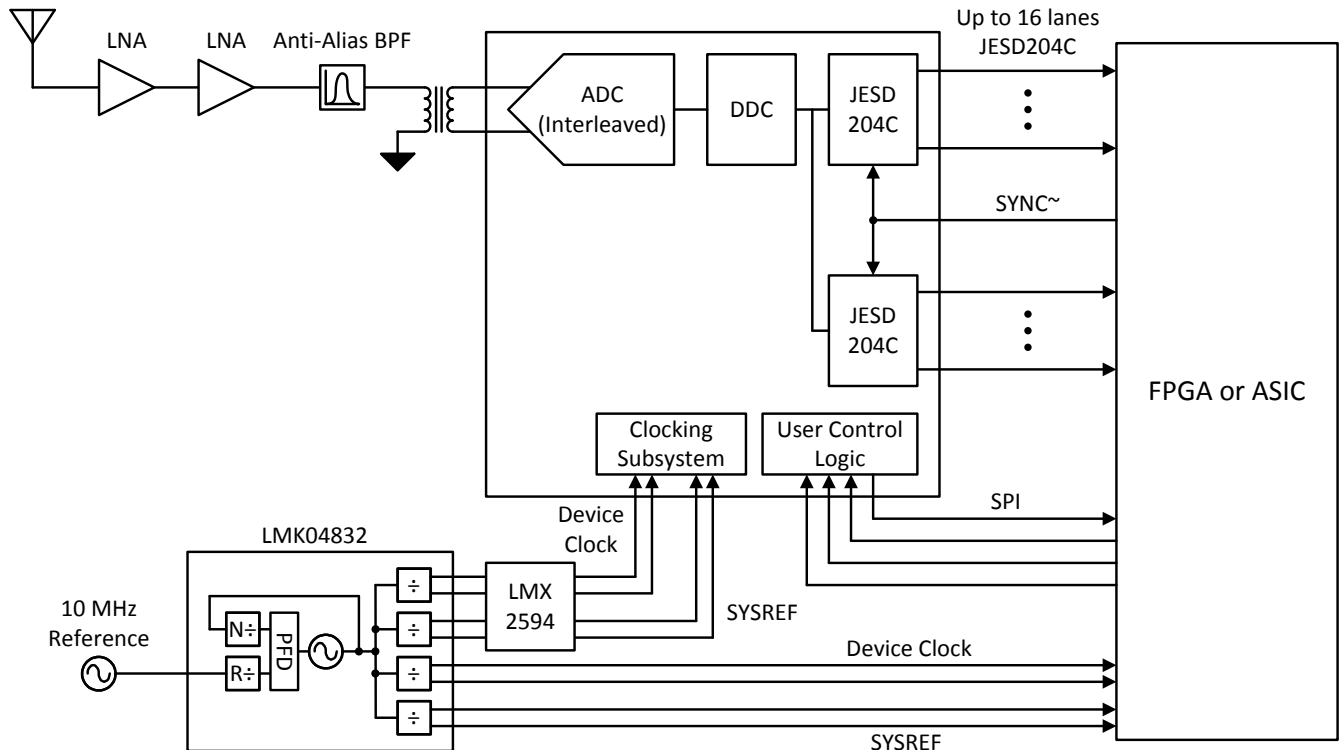 LNA
LNA
Anti-Alias BPF
ADC
(Interleaved)
DDC
JESD
204C
Up to 16 lanes
JESD204C
SYNC~
JESD
204C
FPGA or ASIC
Clocking
Subsystem
User Control
Logic
SPI
Device
Clock
SYSREF
LMK04832
10 MHz
Reference
N÷
R÷
PFD
÷
÷
÷
÷
LMX
2594
Device Clock
SYSREF